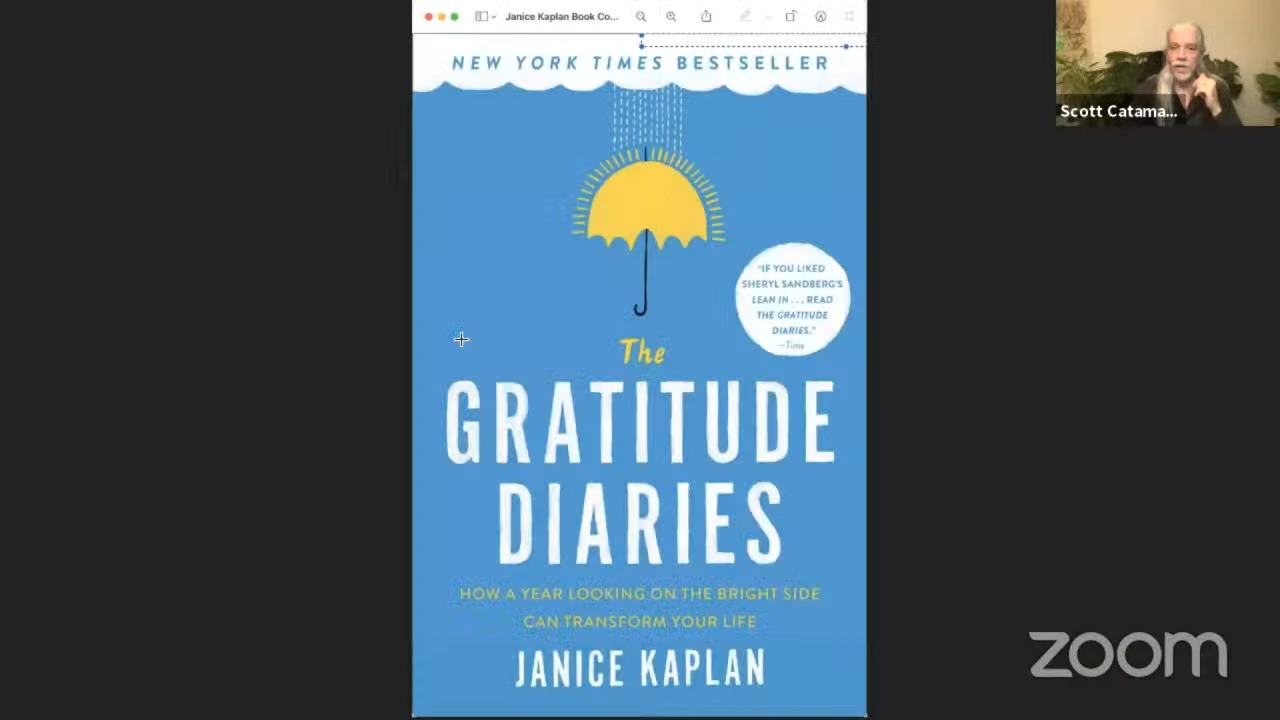 Janice Kaplan Book Co...
NEW YORK TIMES BESTSELLER
"IF YOU LIKED
SHERYL SANDBERG'S
LEAN IN... READ
THE GRATITUDE
DIARIES."
—Time
The
GRATITUDE
DIARIES
HOW A YEAR LOOKING ON THE BRIGHT SIDE
CAN TRANSFORM YOUR LIFE
JANICE KAPLAN
Scott Catama...
zoom